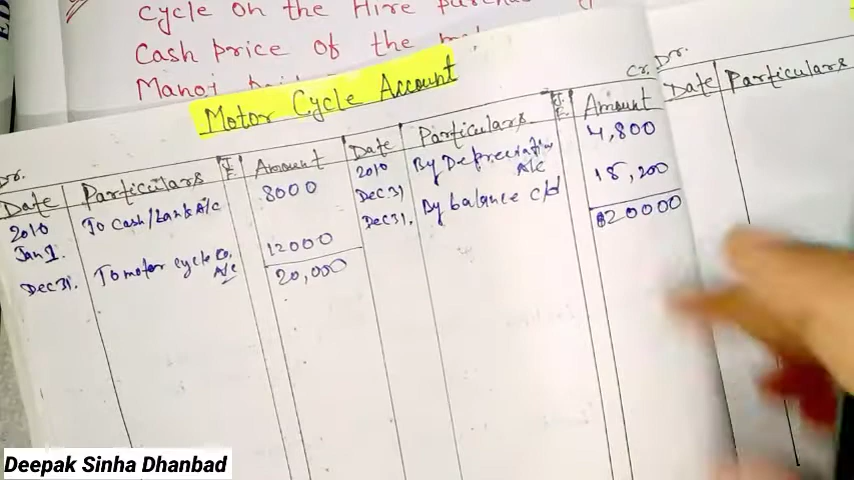 Cycle on the Hire
Cash price of the
Manoj
Motor Cycle Account
Dr. Cr.
Date Particulars J.F. Amount Date Particulars J.F. Amount
2010 To Cash/Bank A/c 8000 2010 By Depreciation A/c 4,800
Jan 1. Dec 31
Dec 31. To motor cycle Co. A/c 12000 Dec 31. By balance c/d 15,200
20,000 20000
Dr.
Date Particulars
Deepak Sinha Dhanbad